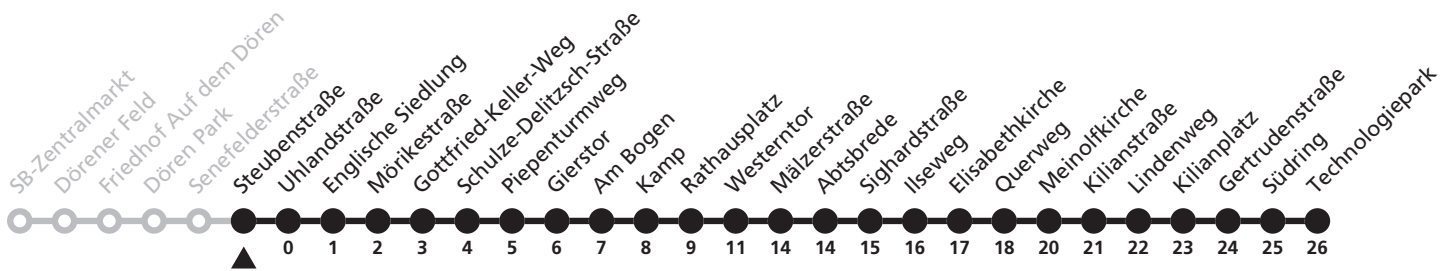 SB-Zentralmarkt
Dörener Feld
Friedhof Auf dem Dören
Dören Park
Senefelderstraße
Steubenstraße
Uhlandstraße
Englische Siedlung
Mörikestraße
Gottfried-Keller-Weg
Schulze-Delitzsch-Straße
Piepenturmweg
Gierstor
Am Bogen
Kamp
Rathausplatz
Westerntor
Mälzerstraße
Abtsbrede
Sighardstraße
Ilseweg
Elisabethkirche
Querweg
Meinolfkirche
Kilianstraße
Lindenweg
Kilianplatz
Gertrudenstraße
Südring
Technologiepark
0 1 2 3 4 5 6 7 8 9 11 14 14 15 16 17 18 20 21 22 23 24 25 26